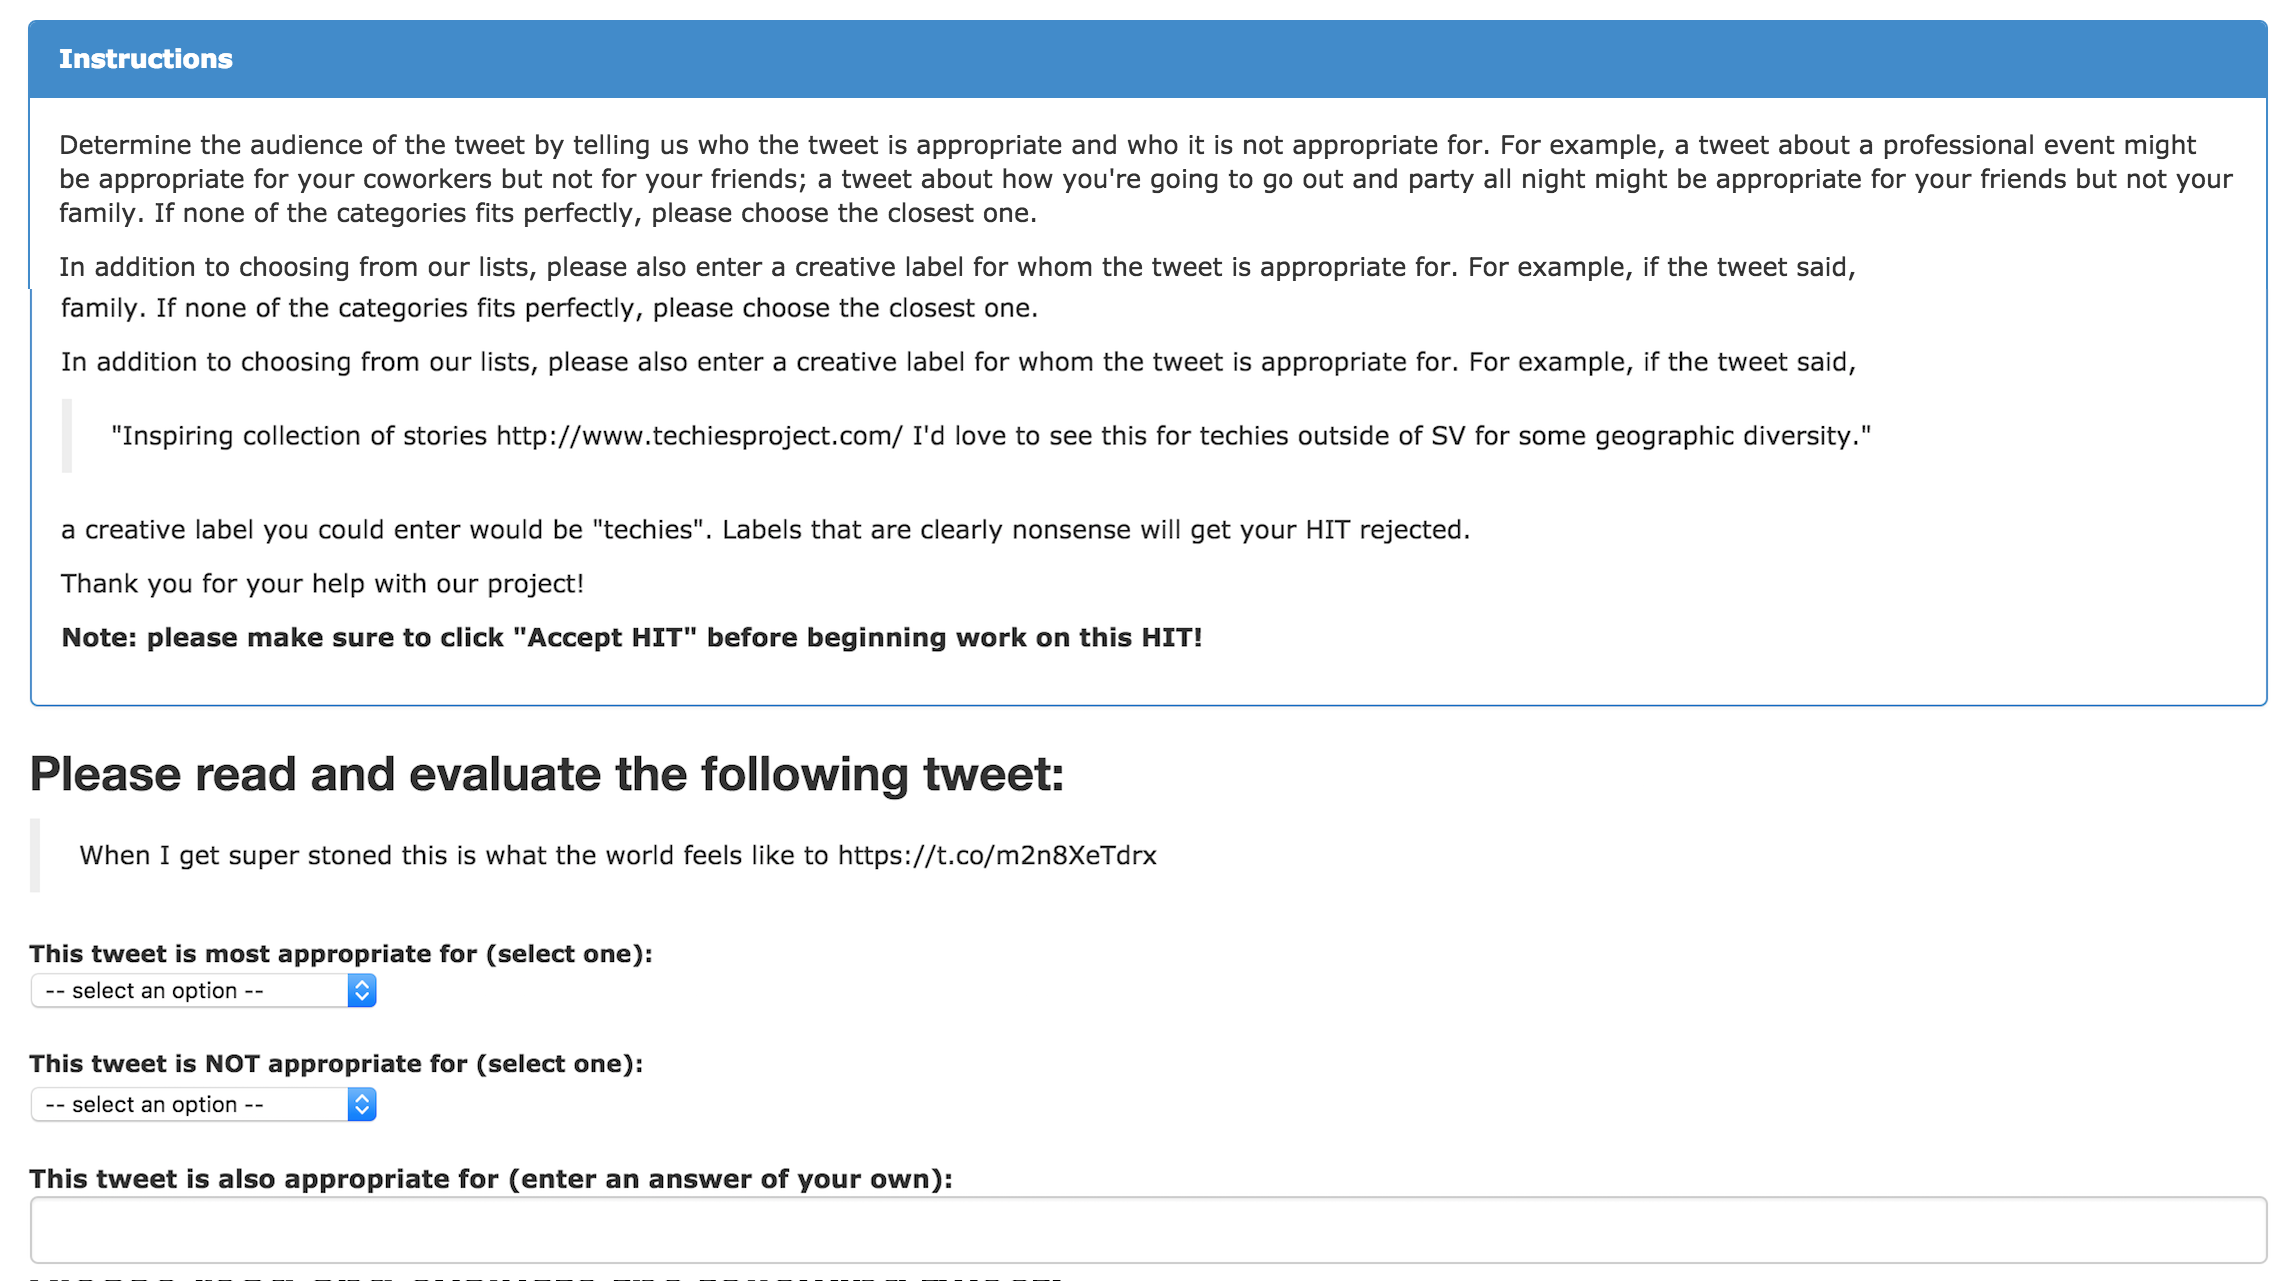 Instructions
Determine the audience of the tweet by telling us who the tweet is appropriate and who it is not appropriate for. For example, a tweet about a professional event might
be appropriate for your coworkers but not for your friends; a tweet about how you're going to go out and party all night might be appropriate for your friends but not your
family. If none of the categories fits perfectly, please choose the closest one.
In addition to choosing from our lists, please also enter a creative label for whom the tweet is appropriate for. For example, if the tweet said,
family. If none of the categories fits perfectly, please choose the closest one.
In addition to choosing from our lists, please also enter a creative label for whom the tweet is appropriate for. For example, if the tweet said,
"Inspiring collection of stories http://www.techiesproject.com/ I'd love to see this for techies outside of SV for some geographic diversity."
a creative label you could enter would be "techies". Labels that are clearly nonsense will get your HIT rejected.
Thank you for your help with our project!
Note: please make sure to click "Accept HIT" before beginning work on this HIT!
Please read and evaluate the following tweet:
When I get super stoned this is what the world feels like to https://t.co/m2n8XeTdrx
This tweet is most appropriate for (select one):
-- select an option --
This tweet is NOT appropriate for (select one):
-- select an option --
This tweet is also appropriate for (enter an answer of your own):